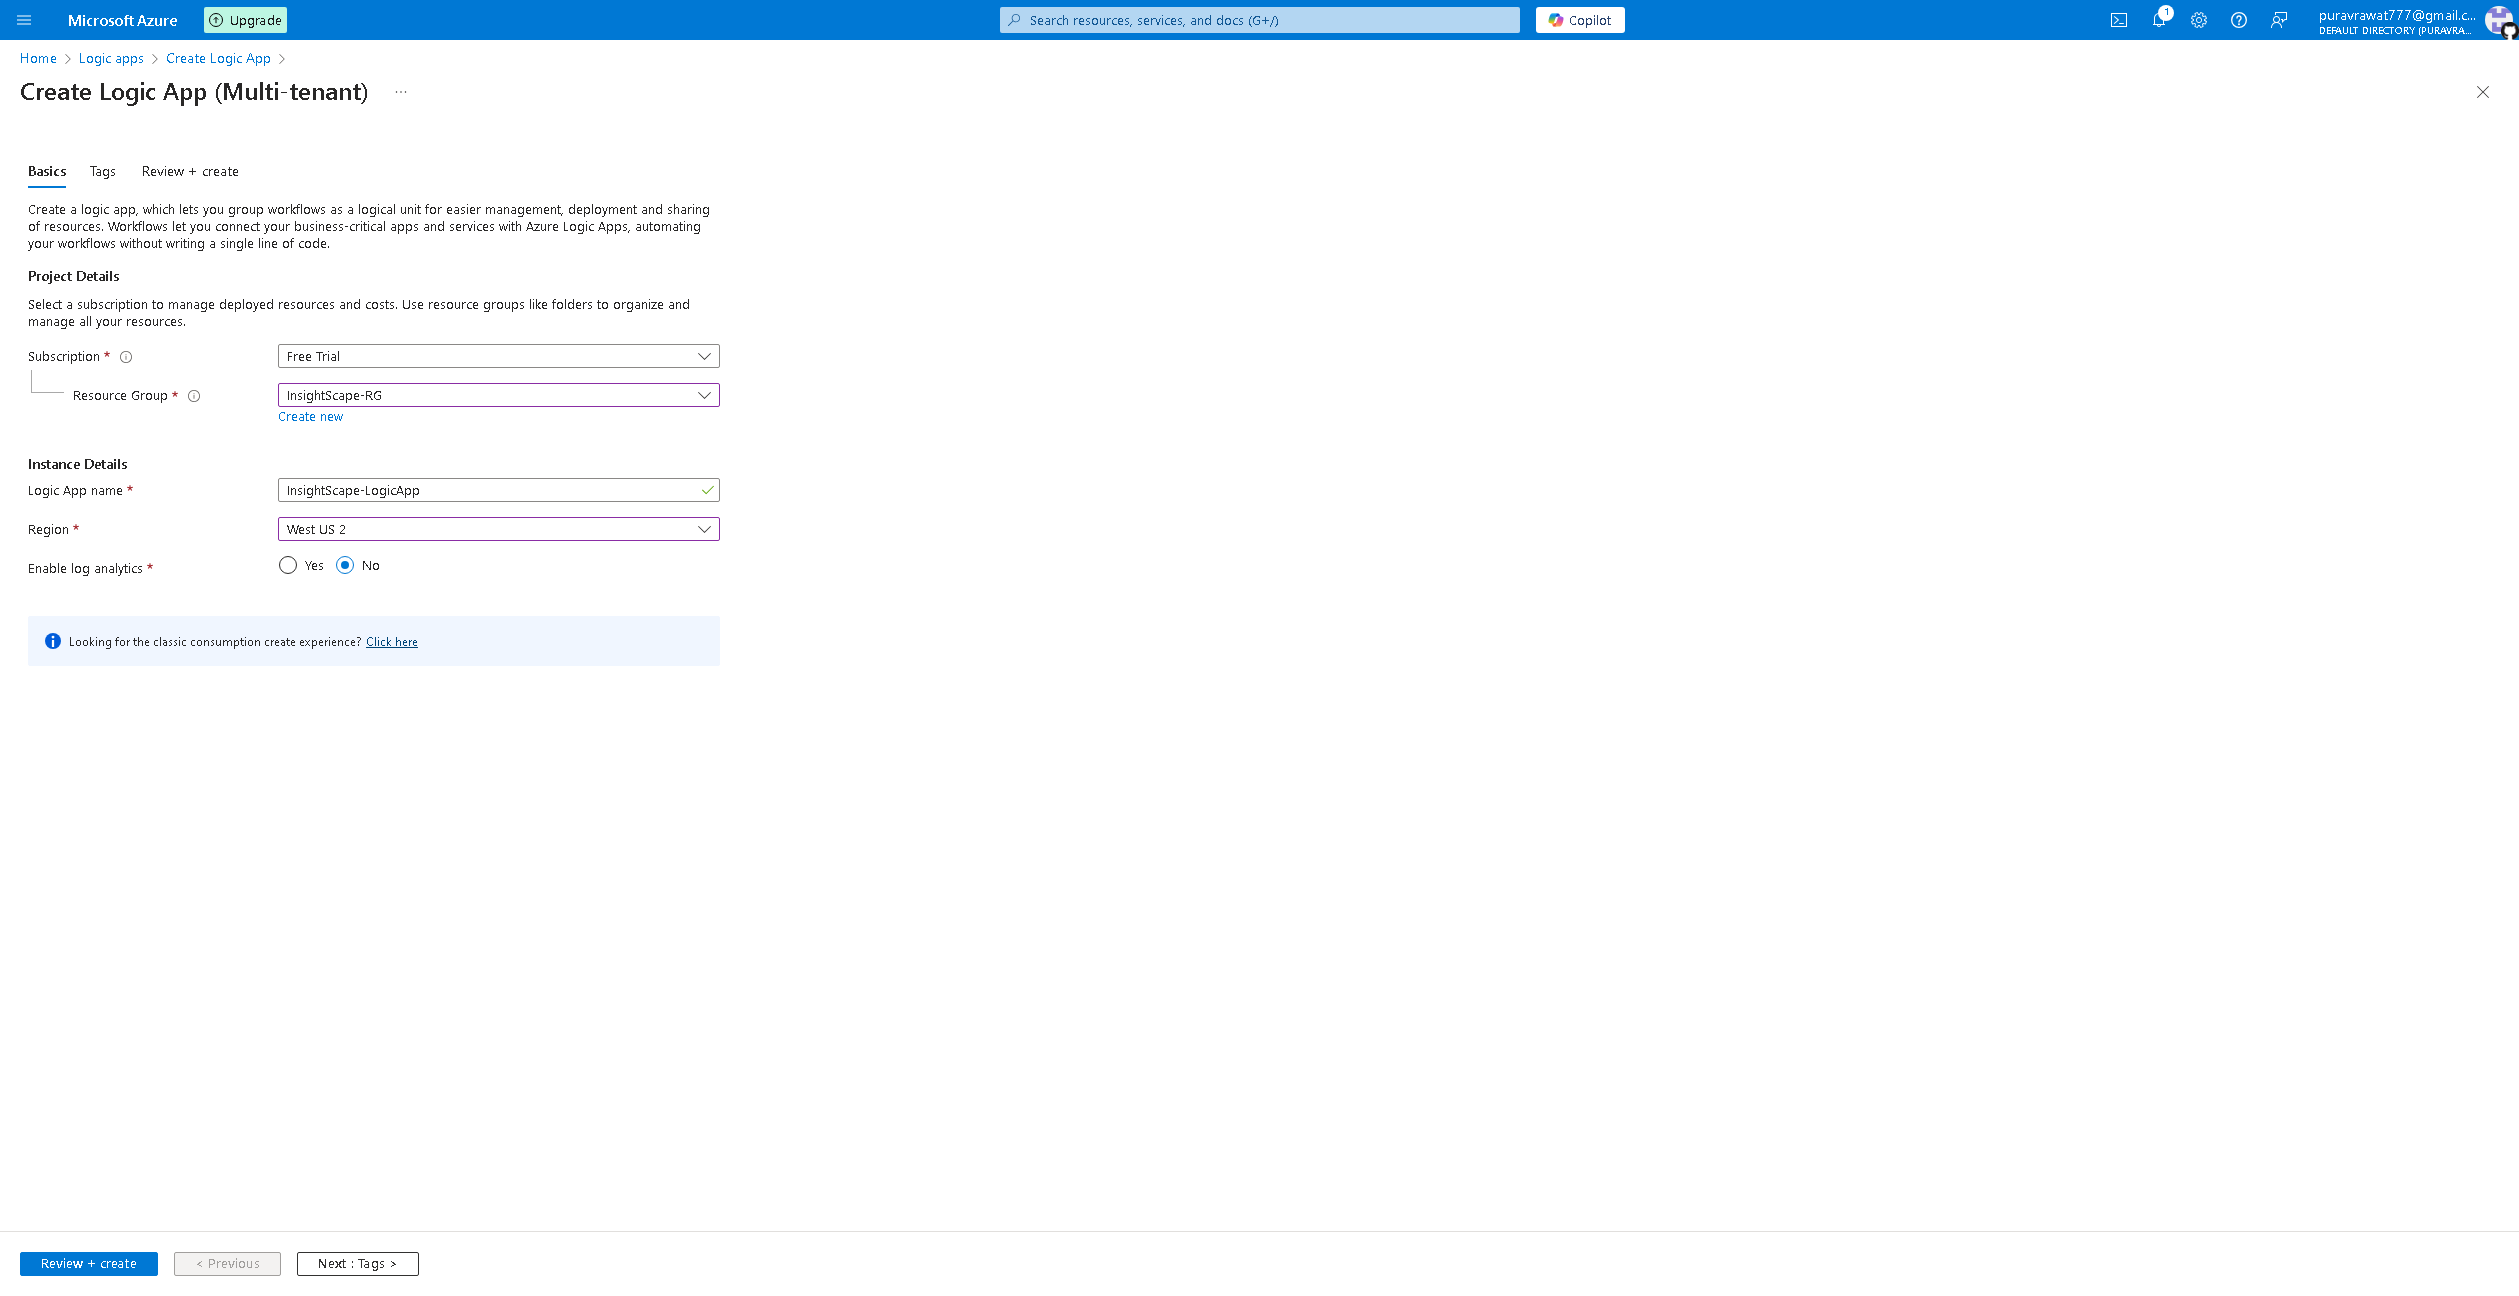 Microsoft Azure
Upgrade
Search resources, services, and docs (G+/)
Copilot
1
puravrawat777@gmail.c...
DEFAULT DIRECTORY (PURAVRA...
Home > Logic apps > Create Logic App >
Create Logic App (Multi-tenant) ...
Basics Tags Review + create
Create a logic app, which lets you group workflows as a logical unit for easier management, deployment and sharing
of resources. Workflows let you connect your business-critical apps and services with Azure Logic Apps, automating
your workflows without writing a single line of code.
Project Details
Select a subscription to manage deployed resources and costs. Use resource groups like folders to organize and
manage all your resources.
Subscription * Free Trial
Resource Group * InsightScape-RG
Create new
Instance Details
Logic App name * InsightScape-LogicApp
Region * West US 2
Enable log analytics * Yes No
Looking for the classic consumption create experience? Click here
Review + create < Previous Next : Tags >